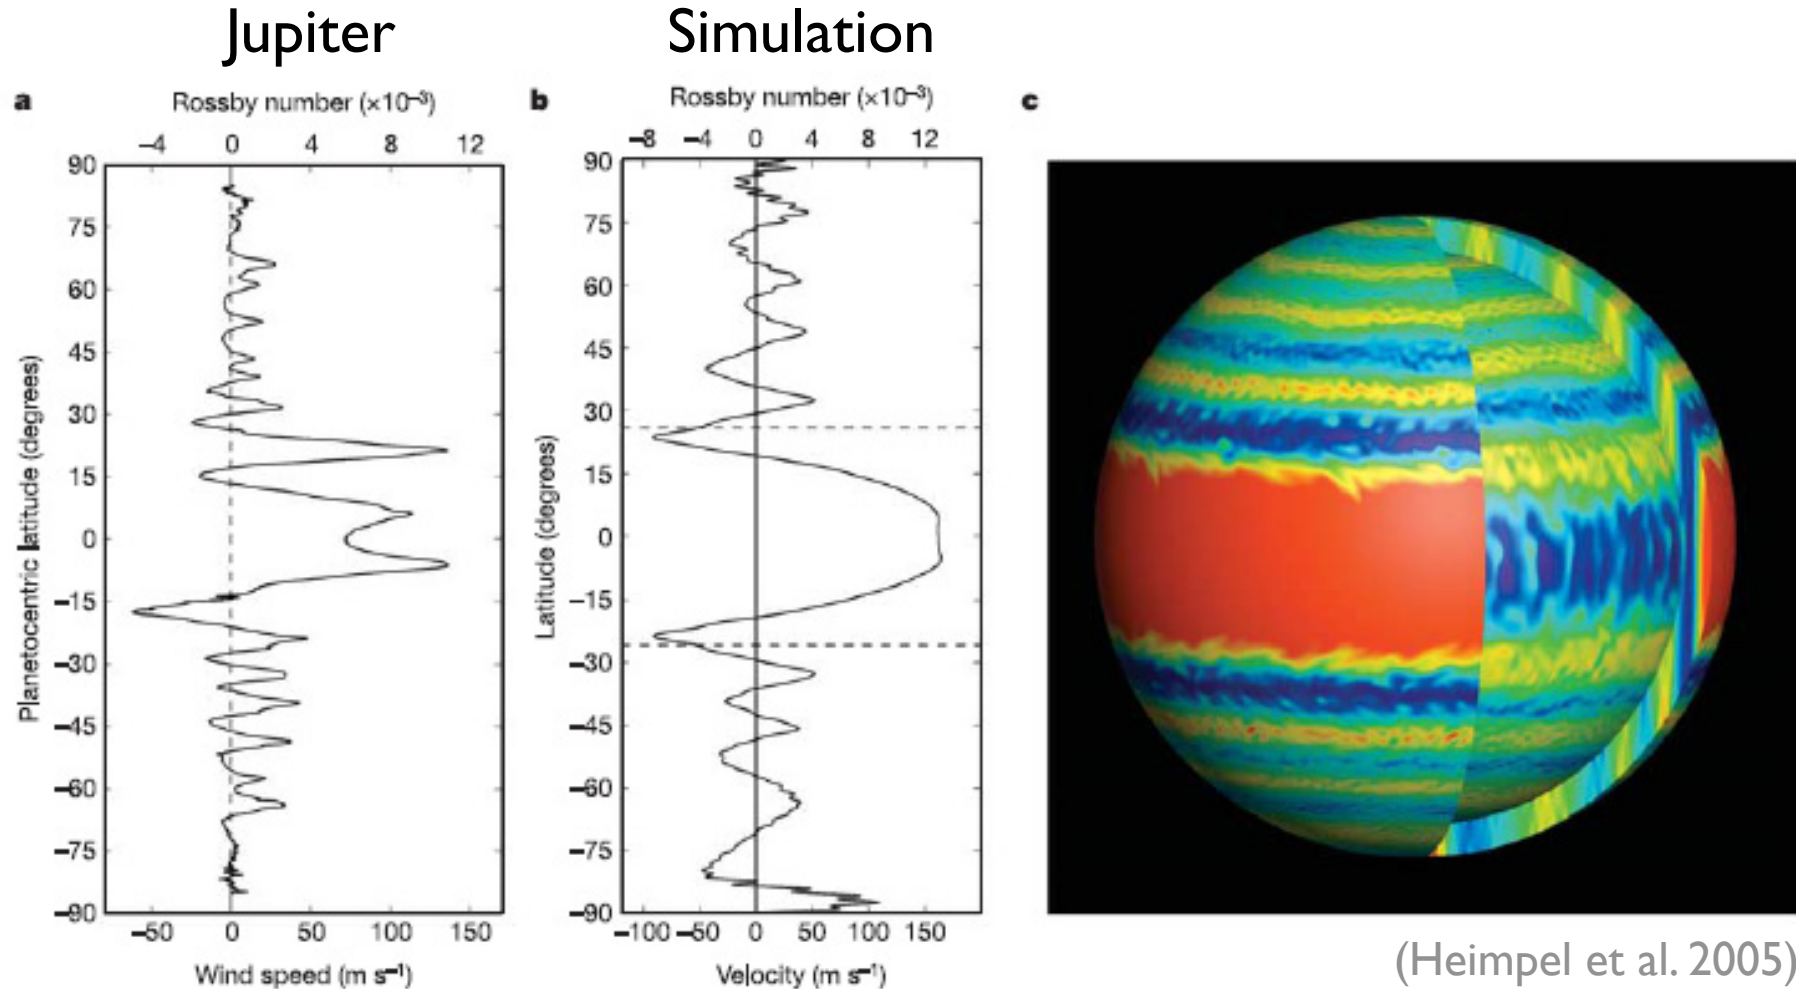 Jupiter
Simulation
a
Rossby number (×10–3)
–4 0 4 8 12
90
75
60
45
30
15
0
–15
–30
–45
–60
–75
–90
Planetocentric latitude (degrees)
–50 0 50 100 150
Wind speed (m s–1)
b
Rossby number (×10–3)
–8 –4 0 4 8 12
90
75
60
45
30
15
0
–15
–30
–45
–60
–75
–90
Latitude (degrees)
–100 –50 0 50 100 150
Velocity (m s–1)
c
(Heimpel et al. 2005)